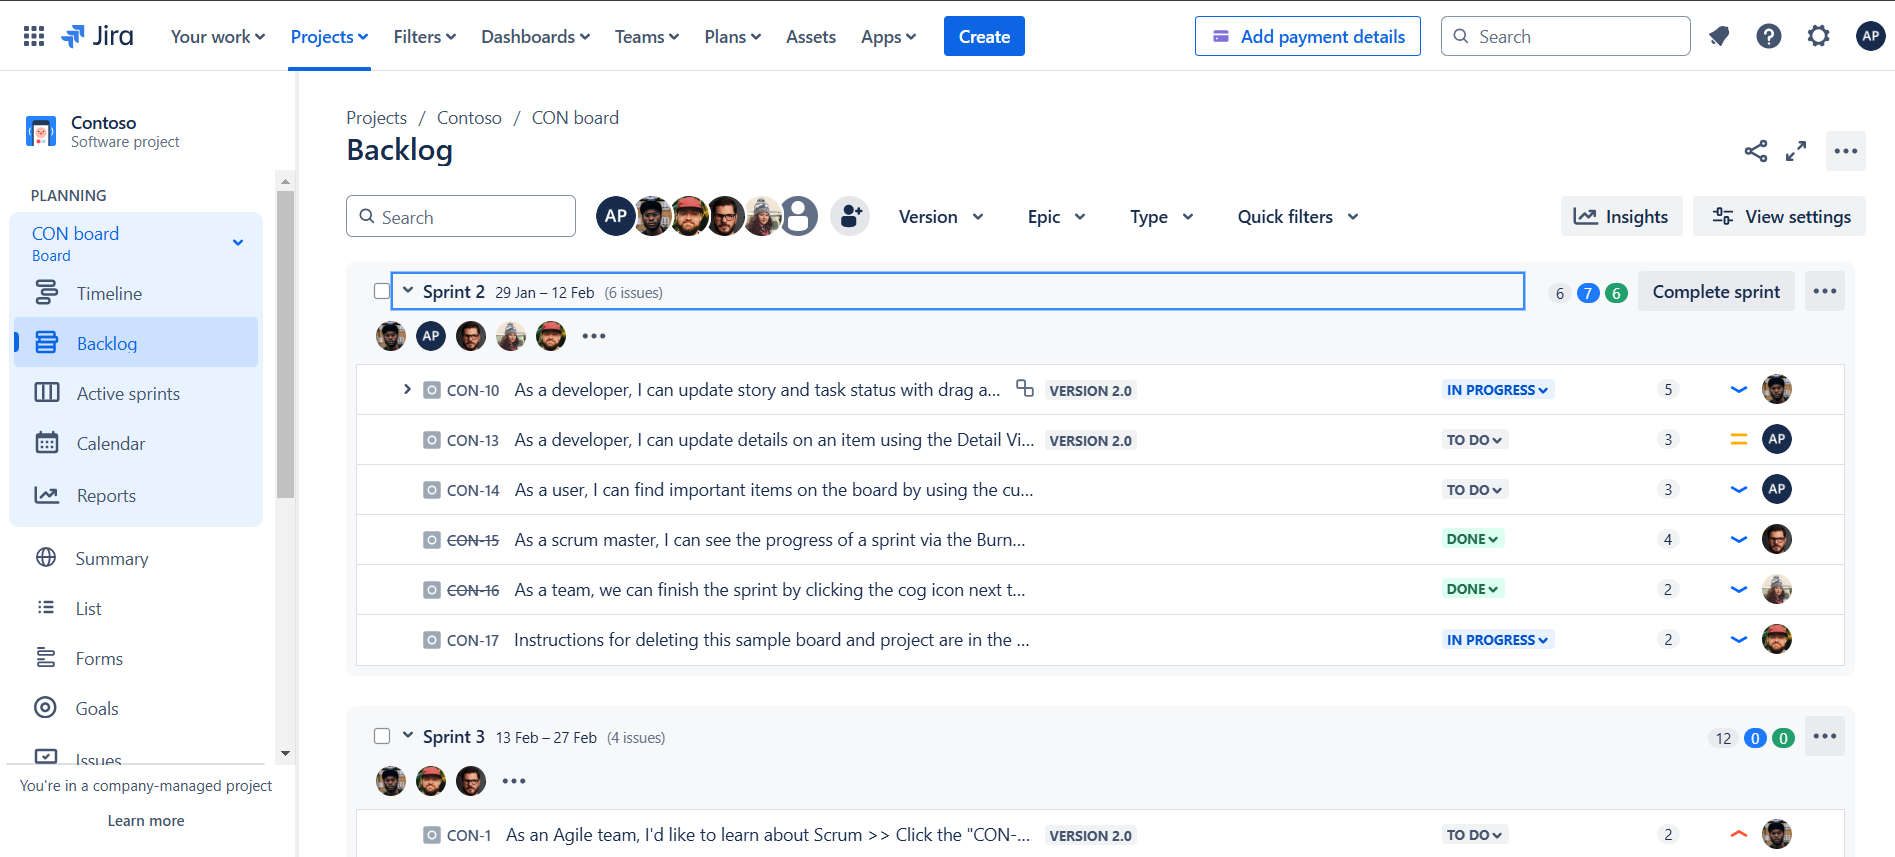 Jira Your work Projects Filters Dashboards Teams Plans Assets Apps Create Add payment details Search AP
Contoso
Software project
PLANNING
CON board
Board
Timeline
Backlog
Active sprints
Calendar
Reports
Summary
List
Forms
Goals
Issues
You're in a company-managed project
Learn more
Projects / Contoso / CON board
Backlog
Search AP Version Epic Type Quick filters Insights View settings
Sprint 2 29 Jan – 12 Feb (6 issues) 6 7 6 Complete sprint
AP
CON-10 As a developer, I can update story and task status with drag a... VERSION 2.0 IN PROGRESS 5
CON-13 As a developer, I can update details on an item using the Detail Vi... VERSION 2.0 TO DO 3 AP
CON-14 As a user, I can find important items on the board by using the cu... TO DO 3 AP
CON-15 As a scrum master, I can see the progress of a sprint via the Burn... DONE 4
CON-16 As a team, we can finish the sprint by clicking the cog icon next t... DONE 2
CON-17 Instructions for deleting this sample board and project are in the ... IN PROGRESS 2
Sprint 3 13 Feb – 27 Feb (4 issues) 12 0 0
CON-1 As an Agile team, I'd like to learn about Scrum >> Click the "CON-... VERSION 2.0 TO DO 2